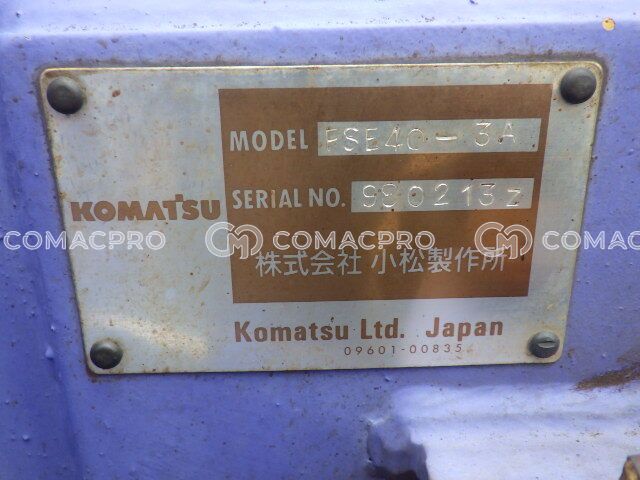 MODEL FSE40-3A
SERIAL NO. 980213z
KOMATSU
株式会社 小松製作所
Komatsu Ltd. Japan
09601-00835
COMACPRO COMACPRO COMACPRO